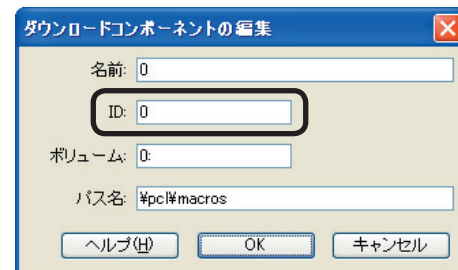 ダウンロードコンポーネントの編集
名前: 0
ID: 0
ボリューム: 0:
パス名: ¥pcl¥macros
ヘルプ(H) OK キャンセル